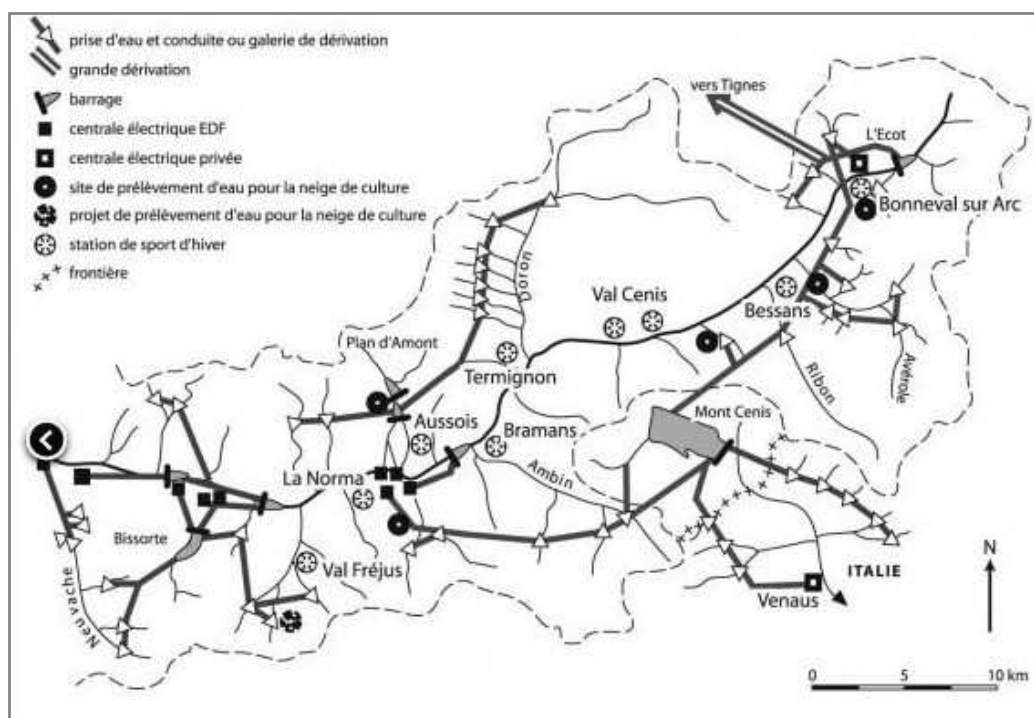 prise d'eau et conduite ou galerie de dérivation
grande dérivation
barrage
centrale électrique EDF
centrale électrique privée
site de prélèvement d'eau pour la neige de culture
projet de prélèvement d'eau pour la neige de culture
station de sport d'hiver
frontière
vers Tignes
L'Ecot
Bonneval sur Arc
Doron
Val Cenis
Bessans
Plan d'Amont
Termignon
Ribon
Avérole
Mont Cenis
Aussois
Bramans
La Norma
Ambin
Bissorte
Val Fréjus
Neuvache
Venaus
ITALIE
N
0 5 10 km